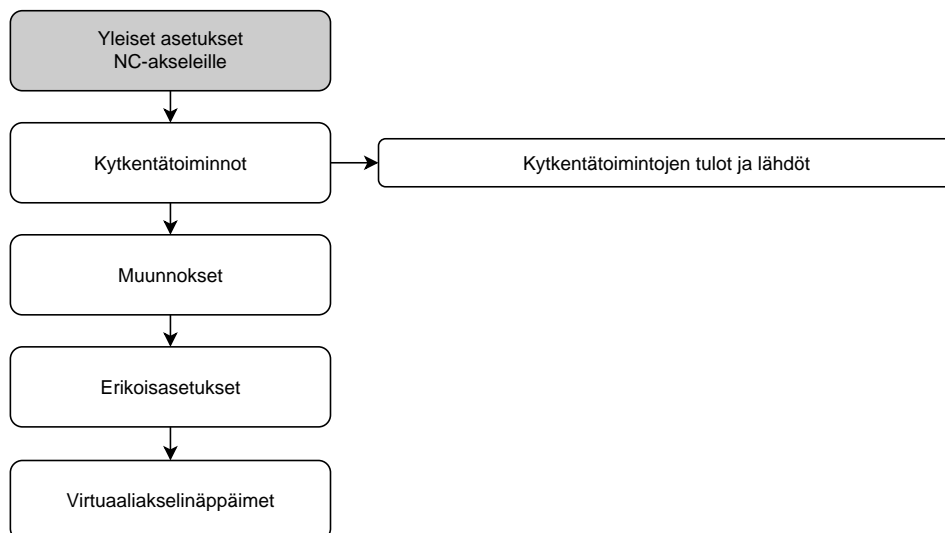 Yleiset asetukset
NC-akseleille
Kytkentätoiminnot
Kytkentätoimintojen tulot ja lähdöt
Muunnokset
Erikoisasetukset
Virtuaaliakselinäppäimet